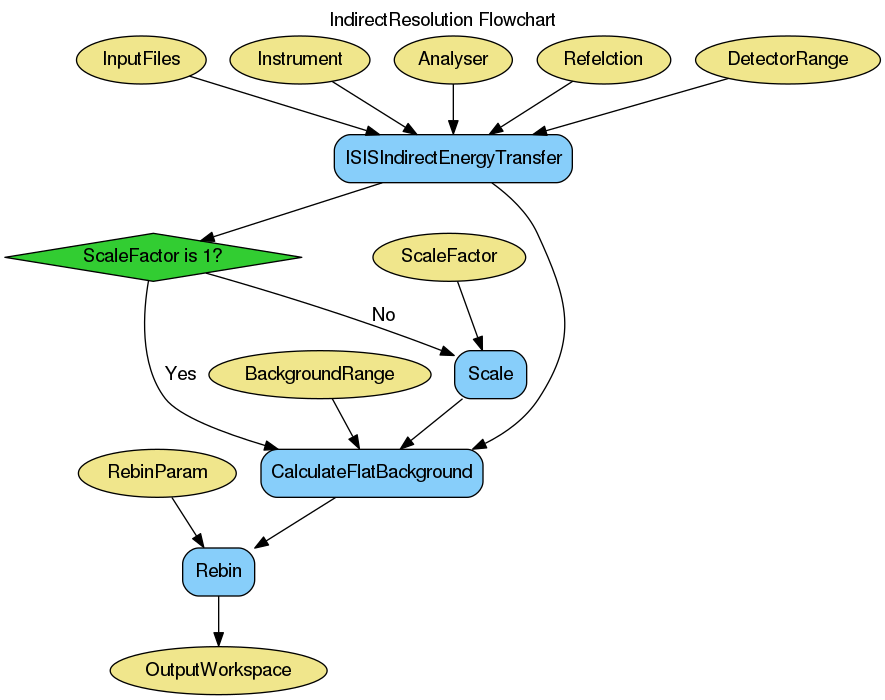 IndirectResolution Flowchart
InputFiles
Instrument
Analyser
Refelction
DetectorRange
ISISIndirectEnergyTransfer
ScaleFactor is 1?
ScaleFactor
No
Yes
BackgroundRange
Scale
RebinParam
CalculateFlatBackground
Rebin
OutputWorkspace